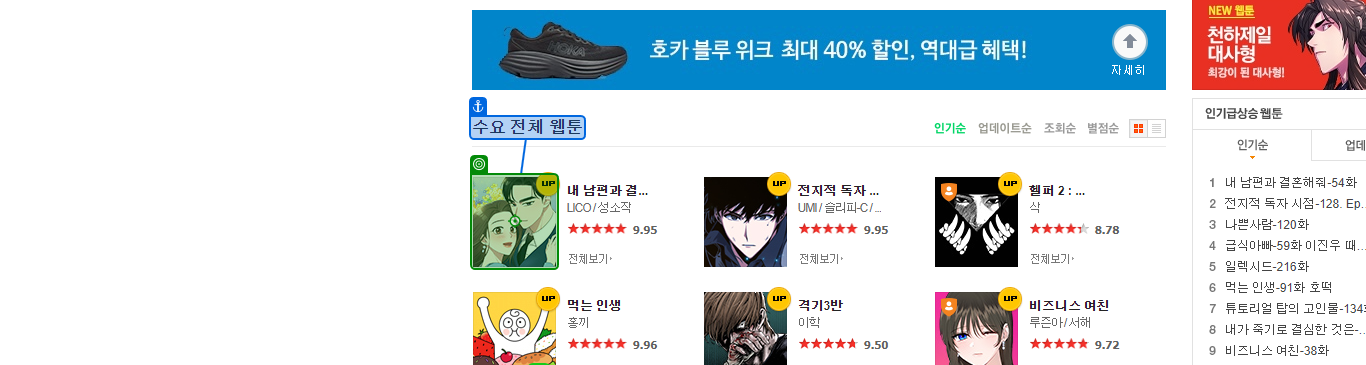 HOKA
호카 블루 위크 최대 40% 할인, 역대급 혜택!
자세히
NEW 웹툰
천하제일
대사형
최강이 된 대사형!
수요 전체 웹툰
인기순 업데이트순 조회순 별점순
UP
내 남편과 결...
LICO / 성소작
9.95
전체보기
UP
전지적 독자 ...
UMI / 슬리피-C / ...
9.95
전체보기
UP
헬퍼 2 : ...
삭
8.78
전체보기
UP
먹는 인생
홍끼
9.96
UP
격기3반
이학
9.50
UP
비즈니스 여친
루즌아 / 서해
9.72
인기급상승 웹툰
인기순 업데
1 내 남편과 결혼해줘-54화
2 전지적 독자 시점-128. Ep...
3 나쁜사람-120화
4 급식아빠-59화 이진우 때...
5 일렉시드-216화
6 먹는 인생-91화 호떡
7 튜토리얼 탑의 고인물-134
8 내가 죽기로 결심한 것은-...
9 비즈니스 여친-38화